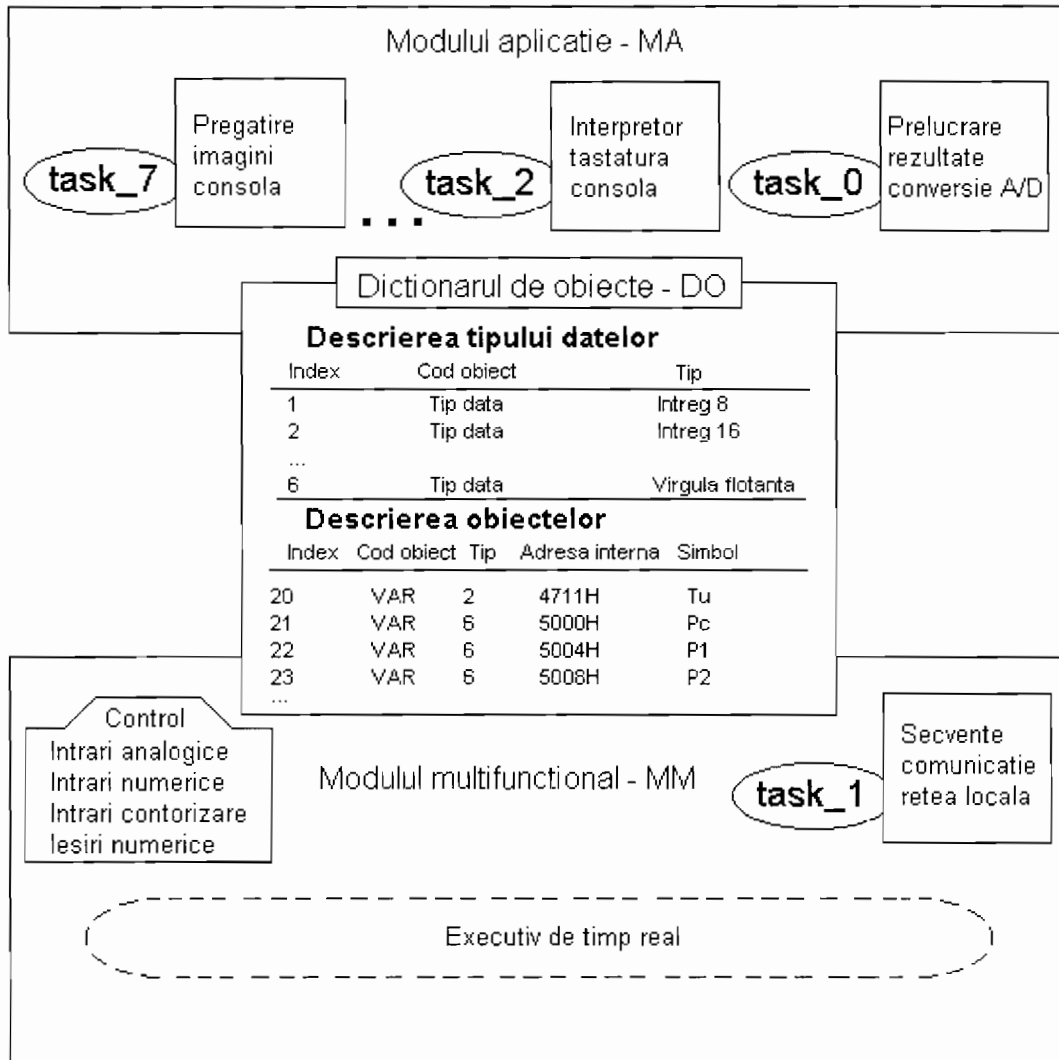 Modulul aplicatie - MA
task_7
Pregatire
imagini
consola
...
task_2
Interpretor
tastatura
consola
task_0
Prelucrare
rezultate
conversie A/D
Dictionarul de obiecte - DO
Descrierea tipului datelor
Index Cod obiect Tip
1 Tip data Intreg 8
2 Tip data Intreg 16
...
6 Tip data Virgula flotanta
Descrierea obiectelor
Index Cod obiect Tip Adresa interna Simbol
20 VAR 2 4711H Tu
21 VAR 6 5000H Pc
22 VAR 6 5004H P1
23 VAR 6 5008H P2
...
Control
Intrari analogice
Intrari numerice
Intrari contorizare
Iesiri numerice
Modulul multifunctional - MM
task_1
Secvente
comunicatie
retea locala
Executiv de timp real